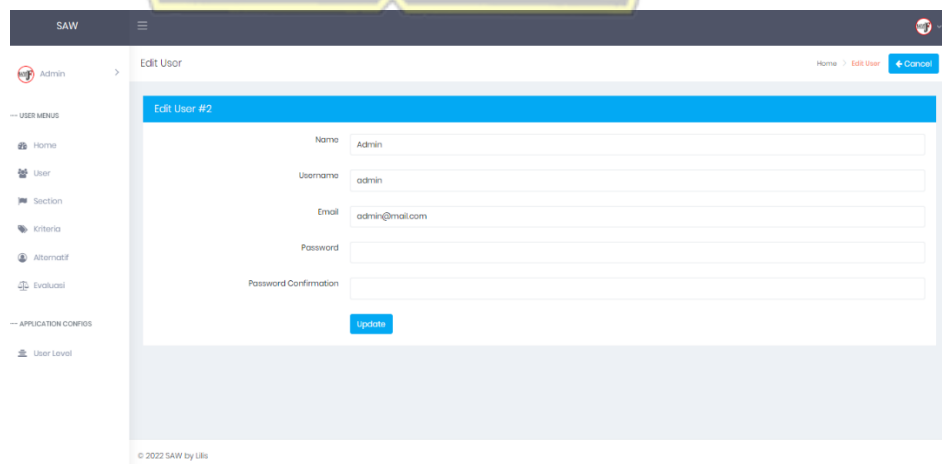 SAW
Admin
Edit User
Home > Edit User
Cancel
Edit User #2
--- USER MENUS
Home
User
Section
Kriteria
Alternatif
Evaluasi
--- APPLICATION CONFIGS
User Level
Name
Admin
Username
admin
Email
admin@mail.com
Password
Password Confirmation
Update
© 2022 SAW by Lilis